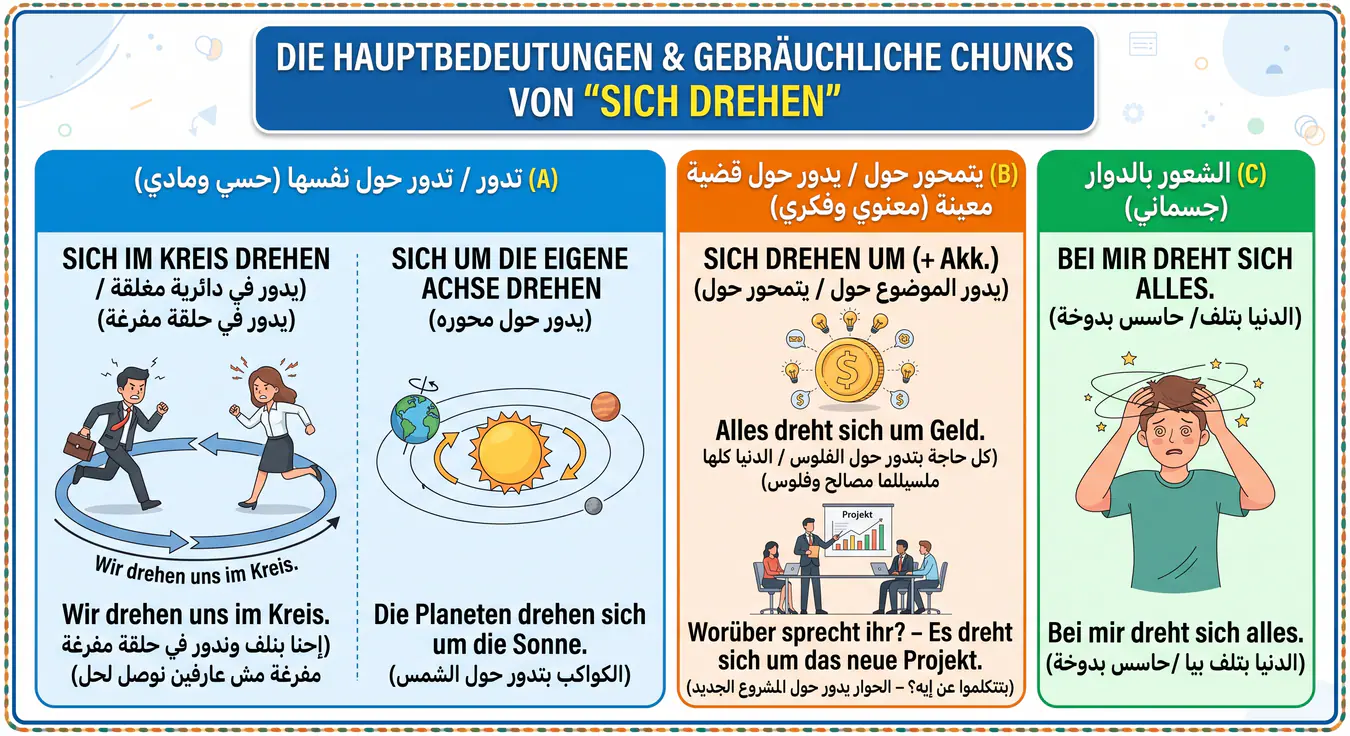 DIE HAUPTBEDEUTUNGEN & GEBRÄUCHLICHE CHUNKS
VON “SICH DREHEN”
(A) تدور / تدور حول نفسها (حسي ومادي)
SICH IM KREIS DREHEN
(يدور في دائرية مغلقة /
يدور في حلقة مفرغة)
Wir drehen uns im Kreis.
Wir drehen uns im Kreis.
(إحنا بنلف وندور في حلقة مفرغة
مفرغة مش عارفين نوصل لحل)
SICH UM DIE EIGENE
ACHSE DREHEN
(يدور حول محوره)
Die Planeten drehen sich
um die Sonne.
(الكواكب بتدور حول الشمس)
(B) يتمحور حول / يدور حول قضية
معينة (معنوي وفكري)
SICH DREHEN UM (+ Akk.)
(يدور الموضوع حول / يتمحور حول)
$
$
$
Alles dreht sich um Geld.
(كل حاجة بتدور حول الفلوس / الدنيا كلها
مصالح وفلوس)
Projekt
Worüber sprecht ihr? – Es dreht
sich um das neue Projekt.
(بتتكلموا عن إيه؟ – الحوار يدور حول المشروع الجديد)
(C) الشعور بالدوار
(جسماني)
BEI MIR DREHT SICH
ALLES.
(الدنيا بتلف/ حاسس بدوخة)
Bei mir dreht sich alles.
(الدنيا بتلف بيا /حاسس بدوخة)